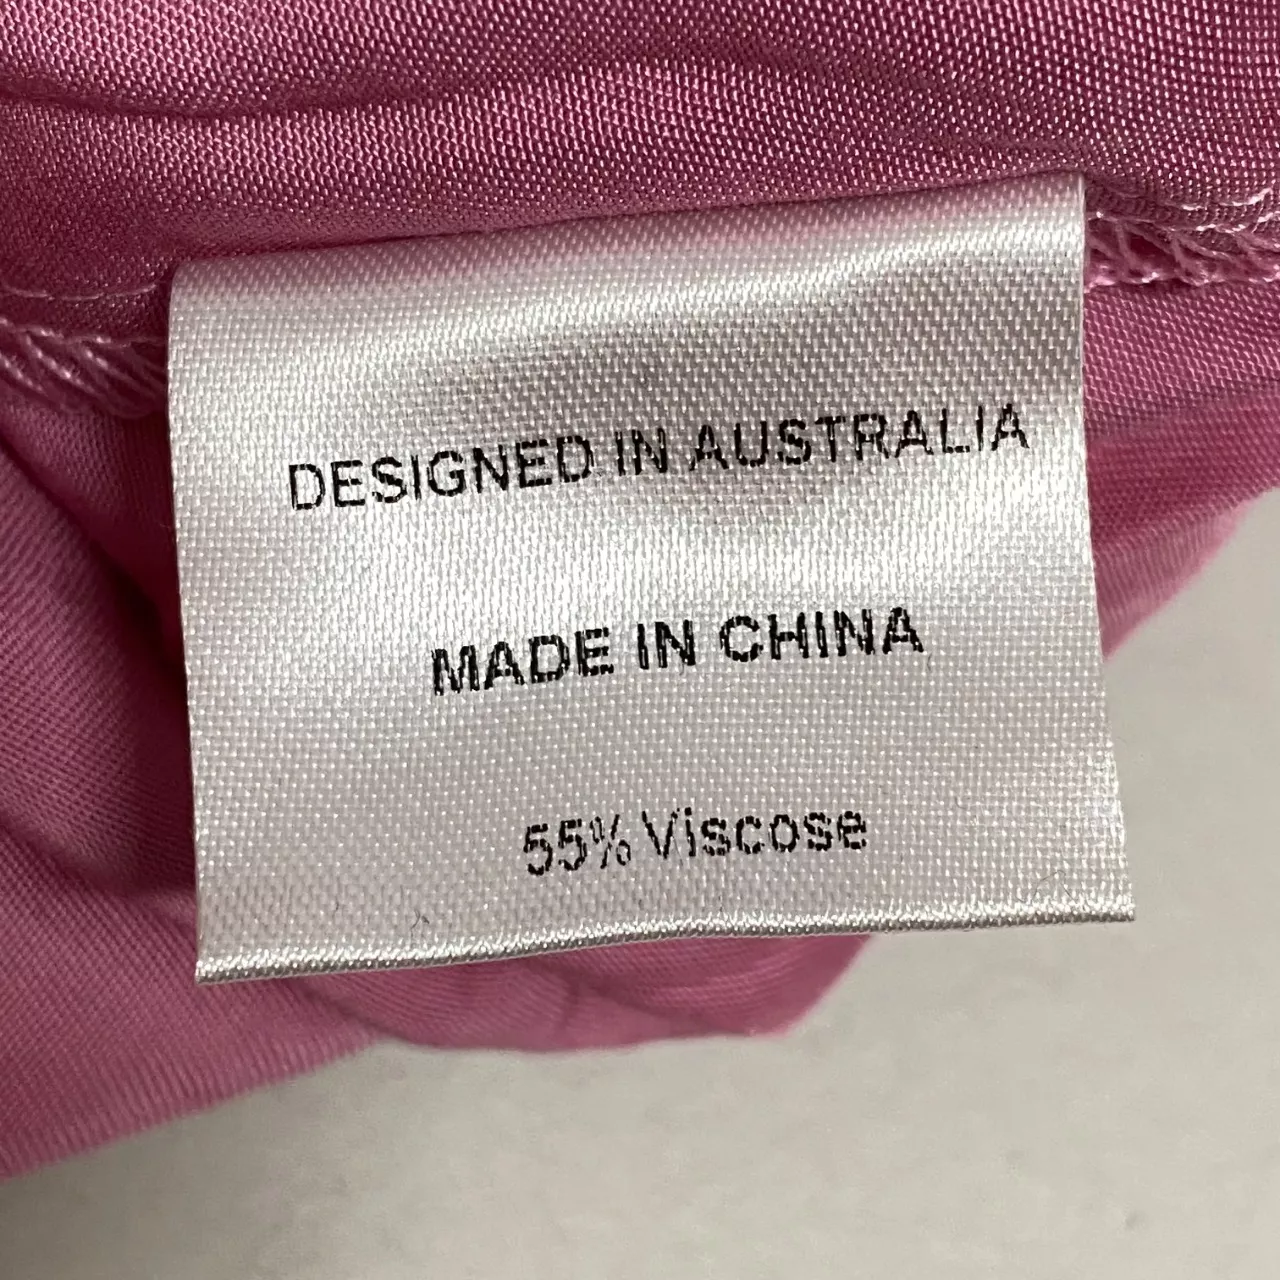 DESIGNED IN AUSTRALIA
MADE IN CHINA
55% Viscose